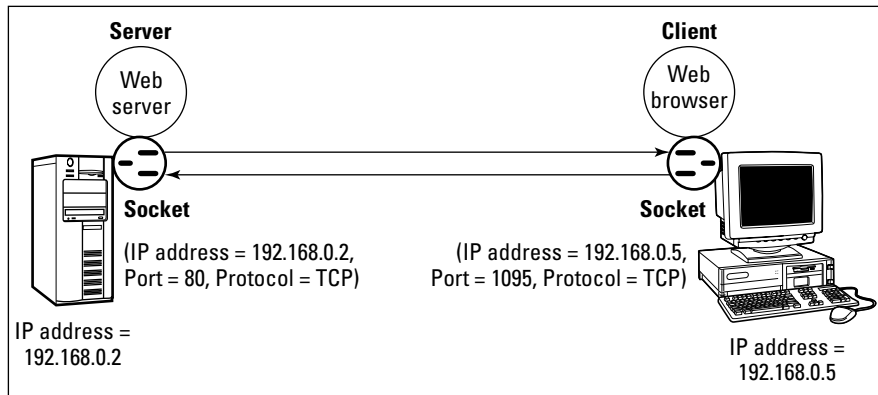 Server
Web
server
Socket
(IP address = 192.168.0.2,
Port = 80, Protocol = TCP)
IP address =
192.168.0.2
Client
Web
browser
Socket
(IP address = 192.168.0.5,
Port = 1095, Protocol = TCP)
IP address =
192.168.0.5